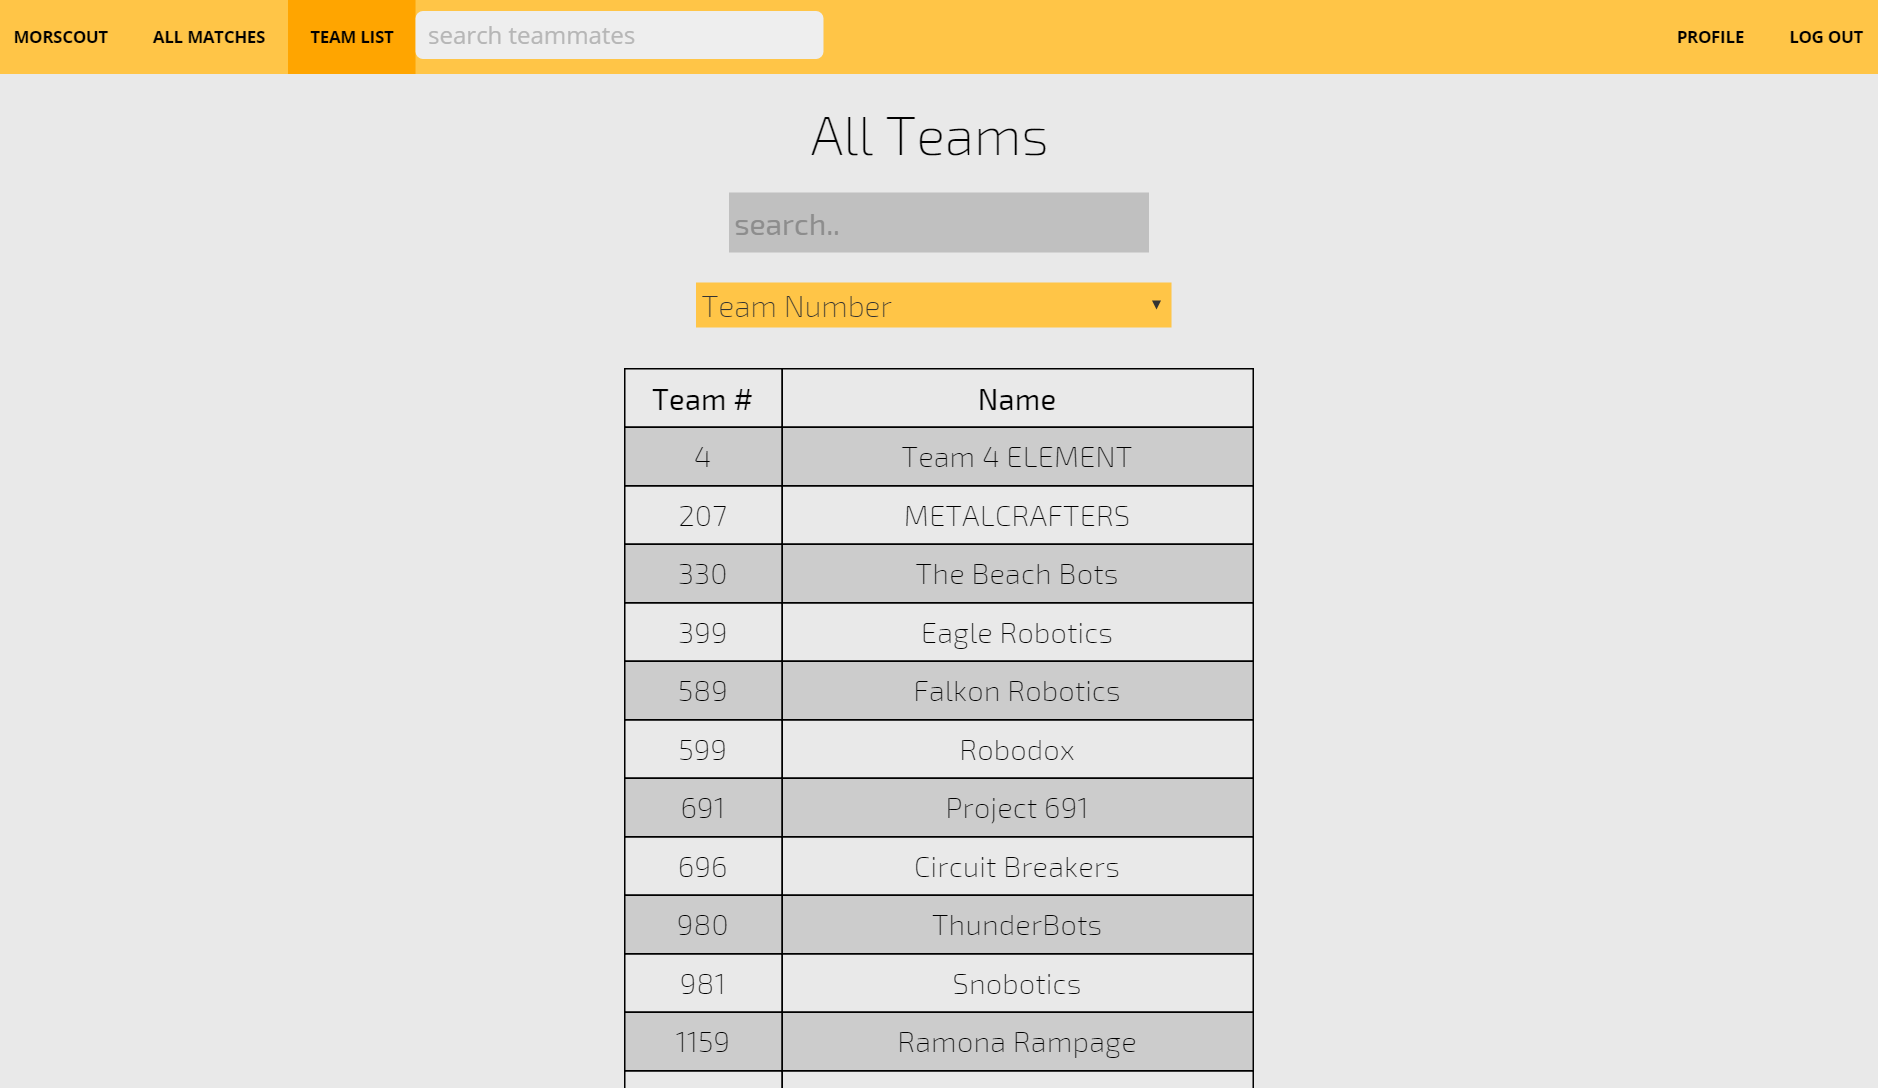 MORSCOUT ALL MATCHES TEAM LIST search teammates PROFILE LOG OUT
All Teams
search..
Team Number
Team # Name
4 Team 4 ELEMENT
207 METALCRAFTERS
330 The Beach Bots
399 Eagle Robotics
589 Falkon Robotics
599 Robodox
691 Project 691
696 Circuit Breakers
980 ThunderBots
981 Snobotics
1159 Ramona Rampage